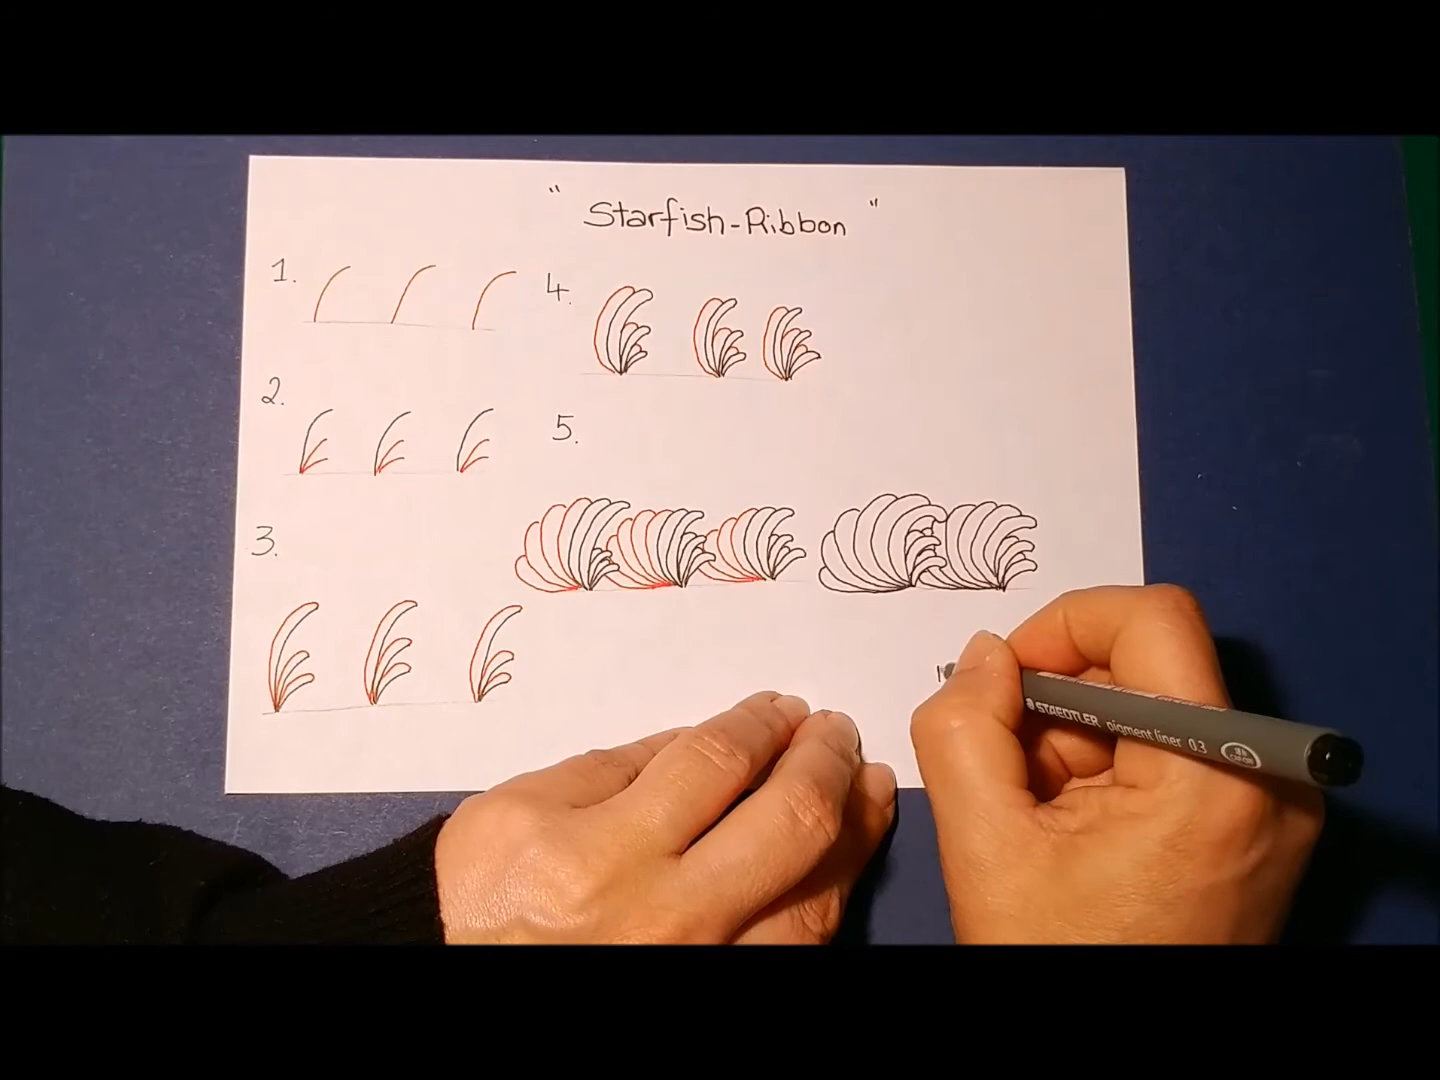 " Starfish-Ribbon "
1.
2.
3.
4.
5.
STAEDTLER pigment liner 0.3